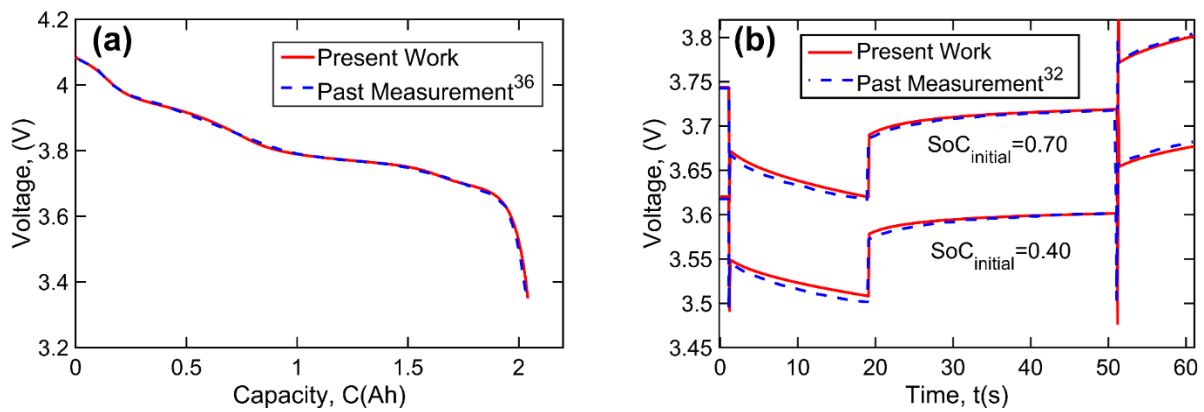 (a)
Present Work
Past Measurement36
4.2
4
3.8
3.6
3.4
3.2
Voltage, (V)
0
0.5
1
1.5
2
Capacity, C(Ah)
(b)
Present Work
Past Measurement32
3.8
3.75
3.7
3.65
3.6
3.55
3.5
3.45
Voltage, (V)
SoCinitial=0.70
SoCinitial=0.40
0
10
20
30
40
50
60
Time, t(s)